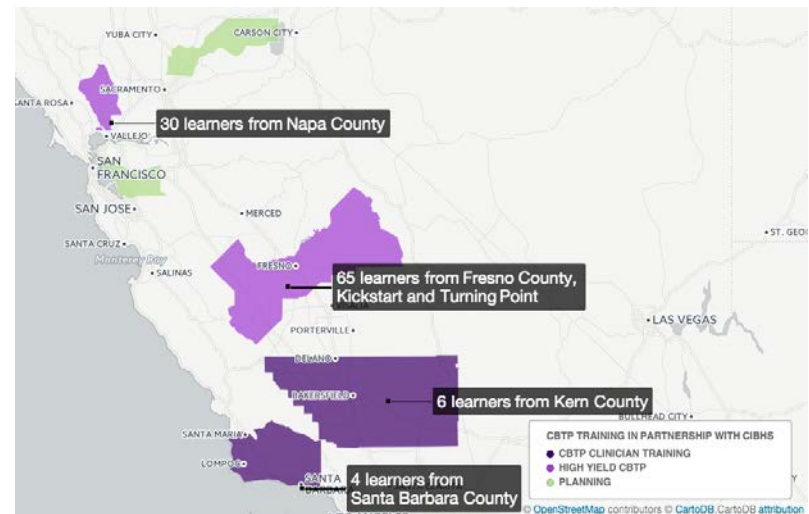 YUBA CITY
CARSON CITY
SACRAMENTO
SANTA ROSA
30 learners from Napa County
VALLEJO
SAN
FRANCISCO
SAN JOSE
MERCED
ST. GEO
SANTA CRUZ
Monterey Bay
SALINAS
FRESNO
65 learners from Fresno County,
Kickstart and Turning Point
LAS VEGAS
PORTERVILLE
DELANO
BAKERSFIELD
6 learners from Kern County
BULLHEAD CITY
SANTA MARIA
CBTP TRAINING IN PARTNERSHIP WITH CIBHS
CBTP CLINICIAN TRAINING
HIGH YIELD CBTP
PLANNING
LOMPOC
SANTA
4 learners from
Santa Barbara County
© OpenStreetMap contributors © CartoDB,CartoDB attribution